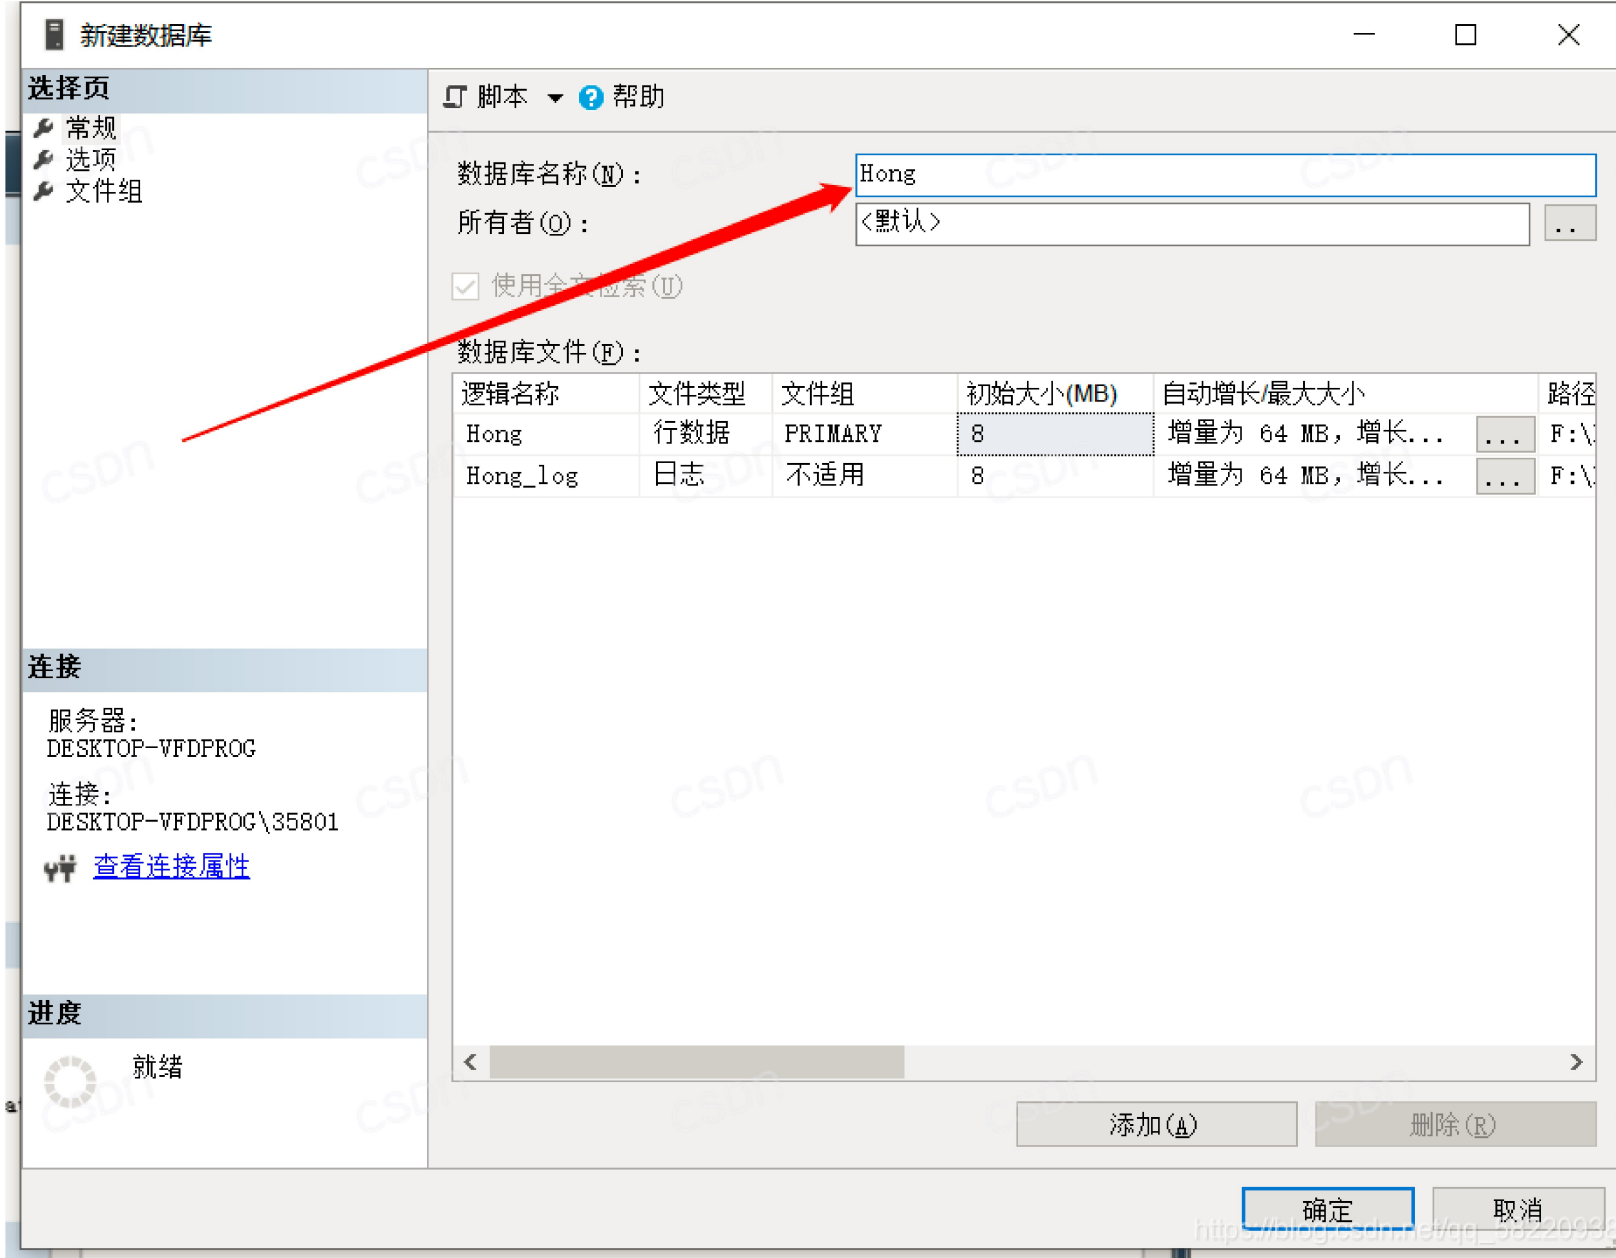 新建数据库
选择页
常规
选项
文件组
脚本 帮助
数据库名称(N):
Hong
所有者(O):
<默认>
..
使用全文检索(U)
数据库文件(F):
逻辑名称 文件类型 文件组 初始大小(MB) 自动增长/最大大小 路径
Hong 行数据 PRIMARY 8 增量为 64 MB，增长... ... F:\
Hong_log 日志 不适用 8 增量为 64 MB，增长... ... F:\
连接
服务器:
DESKTOP-VFDPROG
连接:
DESKTOP-VFDPROG\35801
查看连接属性
进度
就绪
添加(A) 删除(R)
确定 取消
CSDN